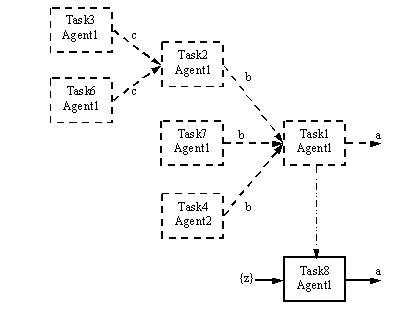 Task3
Agent1
c
Task2
Agent1
Task6
Agent1
c
b
Task7
Agent1
b
Task1
Agent1
a
Task4
Agent2
b
{z}
Task8
Agent1
a